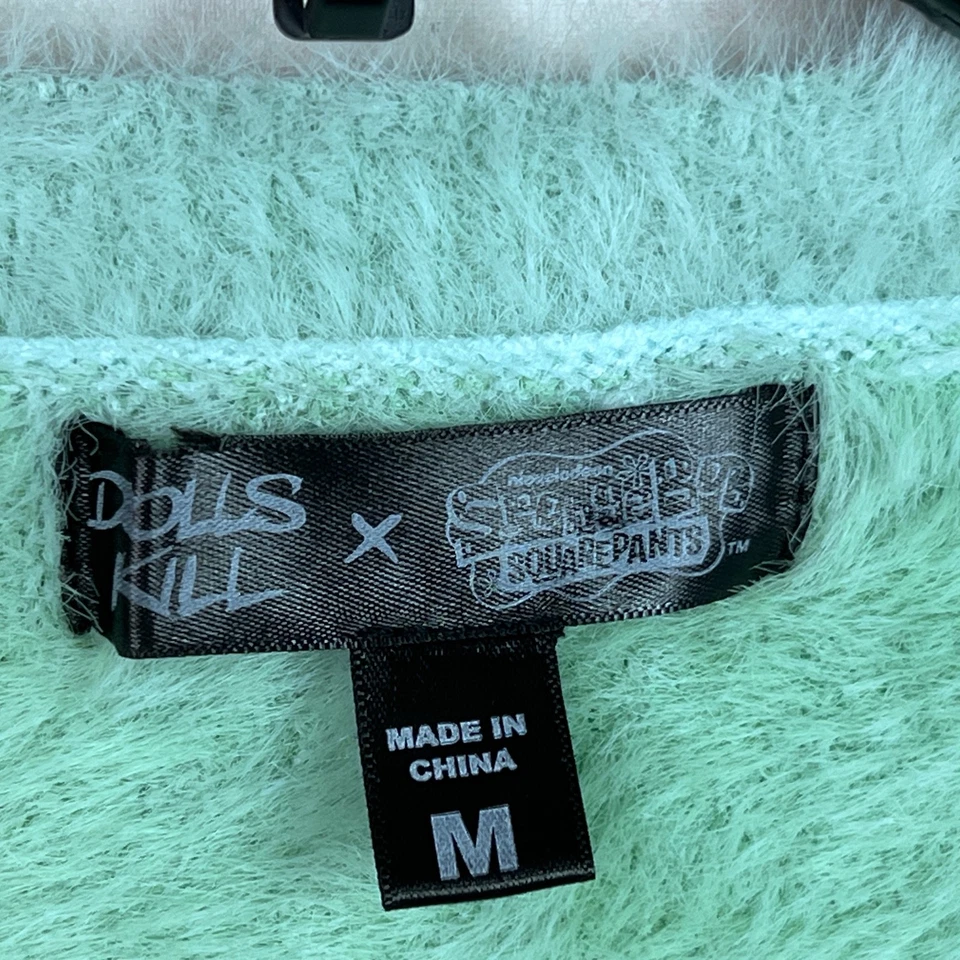 DOLLS
KILL
X
nickelodeon
SPONGEBOB
SQUAREPANTS
TM
MADE IN
CHINA
M